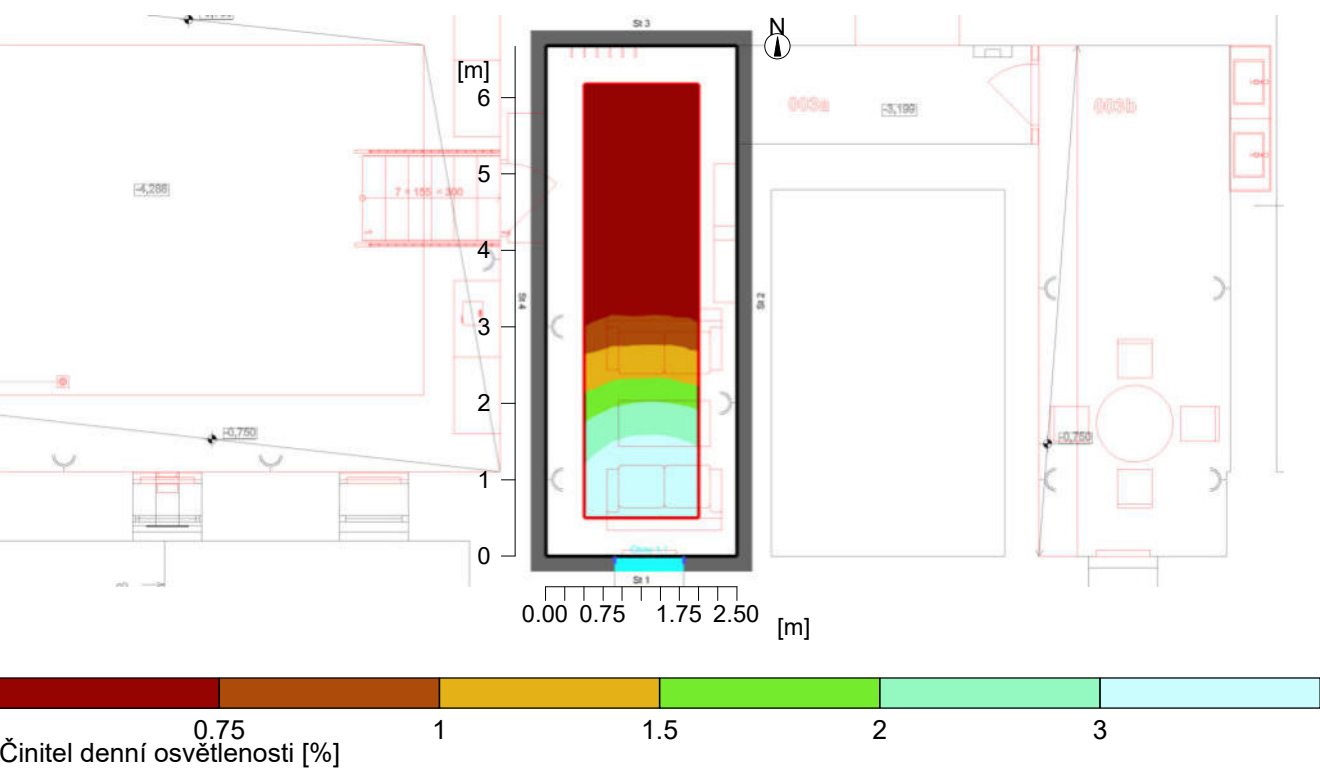 St 3
N
[m]
003a
-3,199
003b
6
5
-4,288
7 × 155 × 300
4
St 4
St 2
3
2
-0,750
-0,750
1
0
St 1
0.00 0.75 1.75 2.50
[m]
0.75 1 1.5 2 3
Činitel denní osvětlenosti [%]